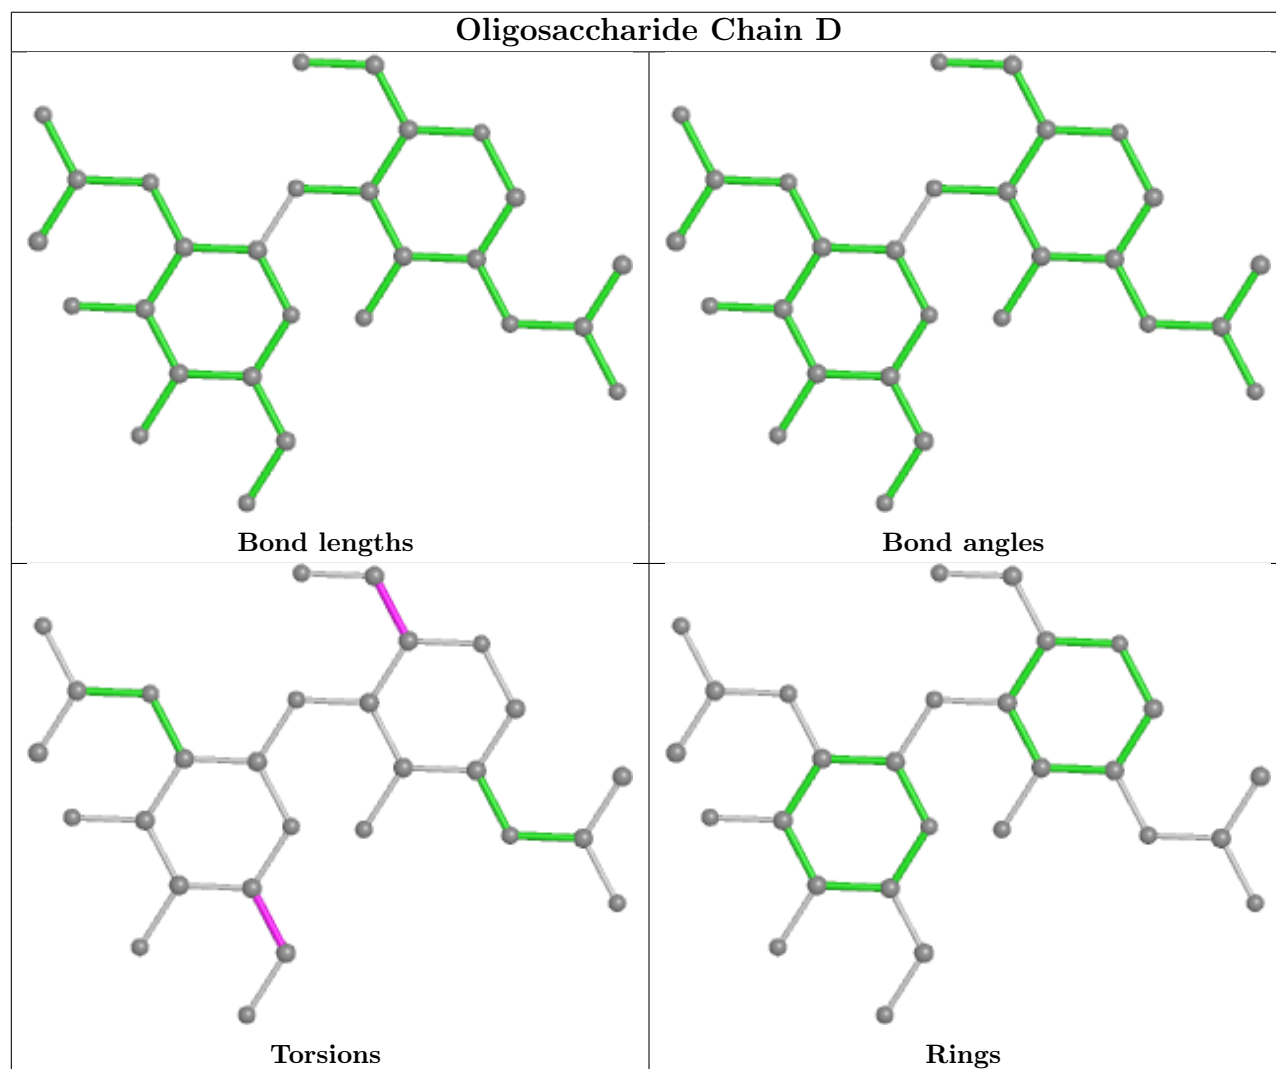 Oligosaccharide Chain D
Bond lengths
Bond angles
Torsions
Rings